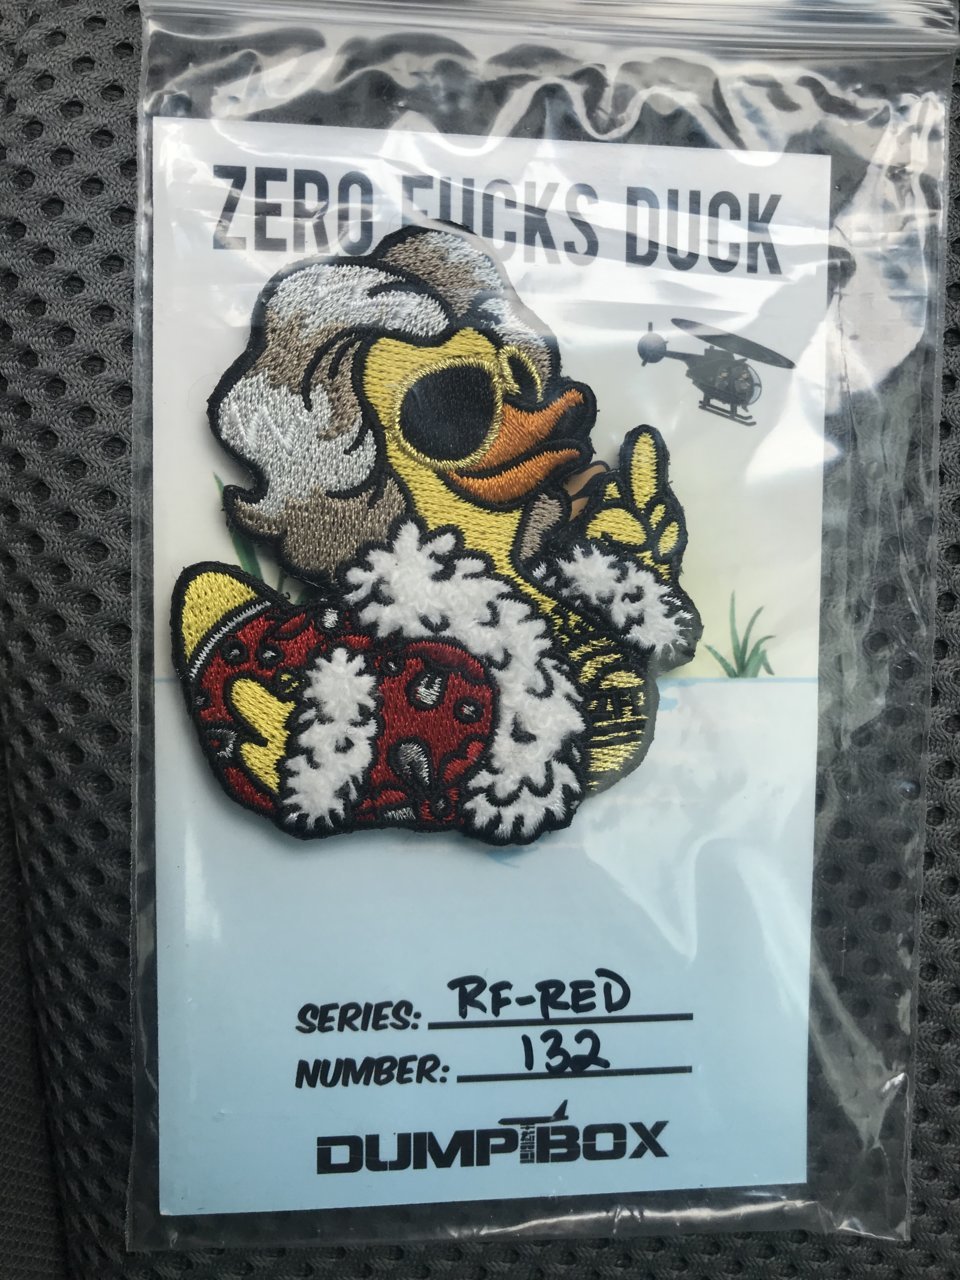 ZERO FUCKS DUCK
SERIES: RF-RED
NUMBER: 132
DUMPBOX